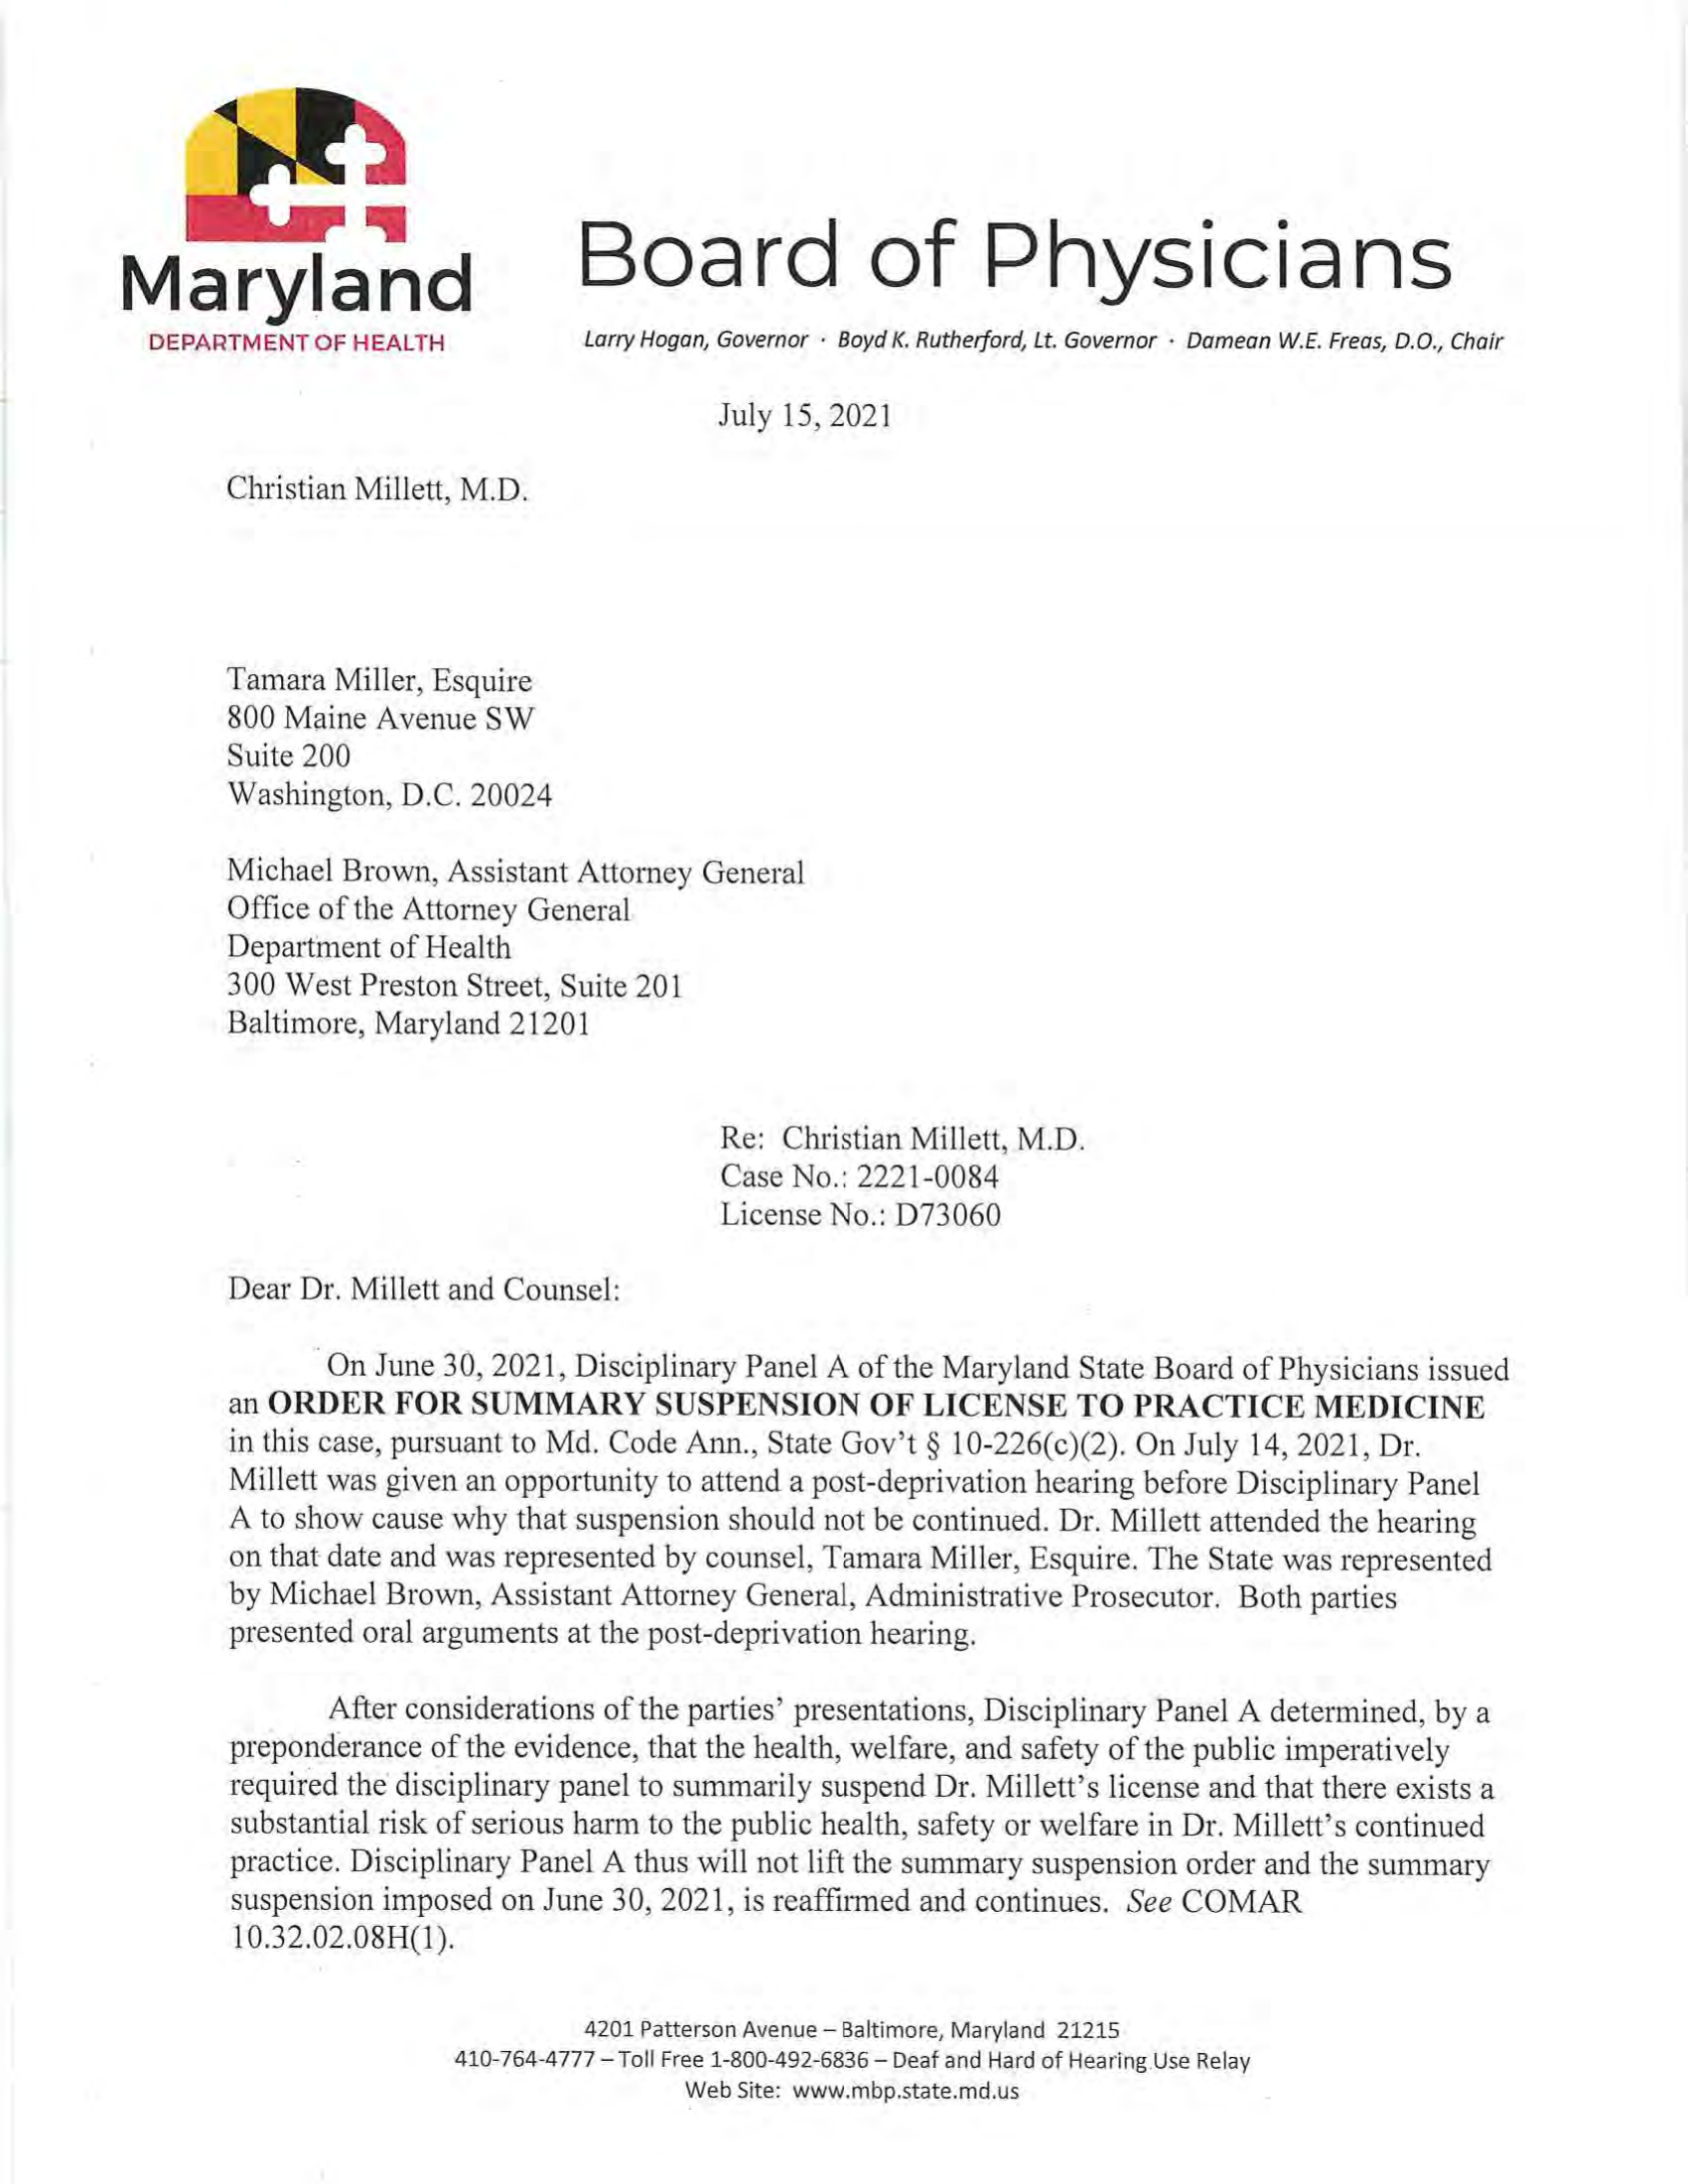 Maryland
DEPARTMENT OF HEALTH
Board of Physicians
Larry Hogan, Governor · Boyd K. Rutherford, Lt. Governor · Damean W.E. Freas, D.O., Chair
July 15, 2021
Christian Millett, M.D.
Tamara Miller, Esquire
800 Maine Avenue SW
Suite 200
Washington, D.C. 20024
Michael Brown, Assistant Attorney General
Office of the Attorney General
Department of Health
300 West Preston Street, Suite 201
Baltimore, Maryland 21201
Re: Christian Millett, M.D.
Case No.: 2221-0084
License No.: D73060
Dear Dr. Millett and Counsel:
On June 30, 2021, Disciplinary Panel A of the Maryland State Board of Physicians issued
an ORDER FOR SUMMARY SUSPENSION OF LICENSE TO PRACTICE MEDICINE
in this case, pursuant to Md. Code Ann., State Gov't § 10-226(c)(2). On July 14, 2021, Dr.
Millett was given an opportunity to attend a post-deprivation hearing before Disciplinary Panel
A to show cause why that suspension should not be continued. Dr. Millett attended the hearing
on that date and was represented by counsel, Tamara Miller, Esquire. The State was represented
by Michael Brown, Assistant Attorney General, Administrative Prosecutor. Both parties
presented oral arguments at the post-deprivation hearing.
After considerations of the parties' presentations, Disciplinary Panel A determined, by a
preponderance of the evidence, that the health, welfare, and safety of the public imperatively
required the disciplinary panel to summarily suspend Dr. Millett's license and that there exists a
substantial risk of serious harm to the public health, safety or welfare in Dr. Millett's continued
practice. Disciplinary Panel A thus will not lift the summary suspension order and the summary
suspension imposed on June 30, 2021, is reaffirmed and continues. See COMAR
10.32.02.08H(1).
4201 Patterson Avenue – Baltimore, Maryland 21215
410-764-4777 – Toll Free 1-800-492-6836 – Deaf and Hard of Hearing Use Relay
Web Site: www.mbp.state.md.us